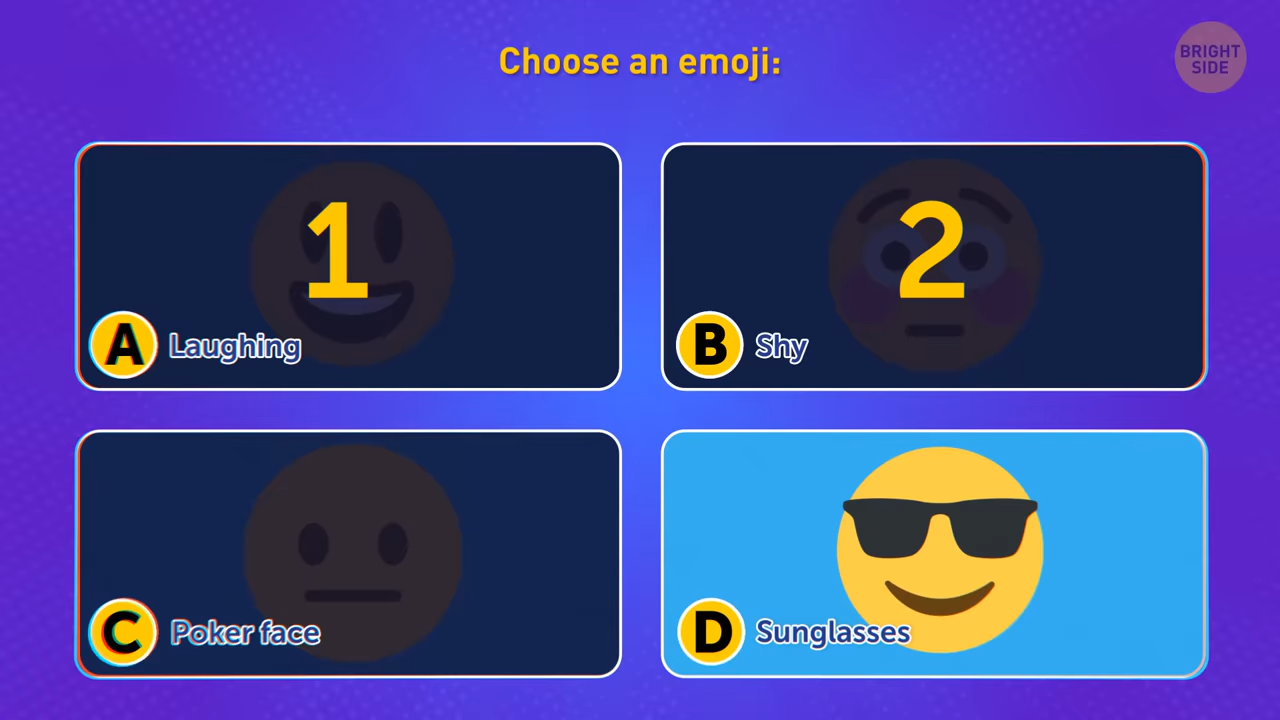 Choose an emoji:
BRIGHT
SIDE
1
2
A Laughing
B Shy
C Poker face
D Sunglasses